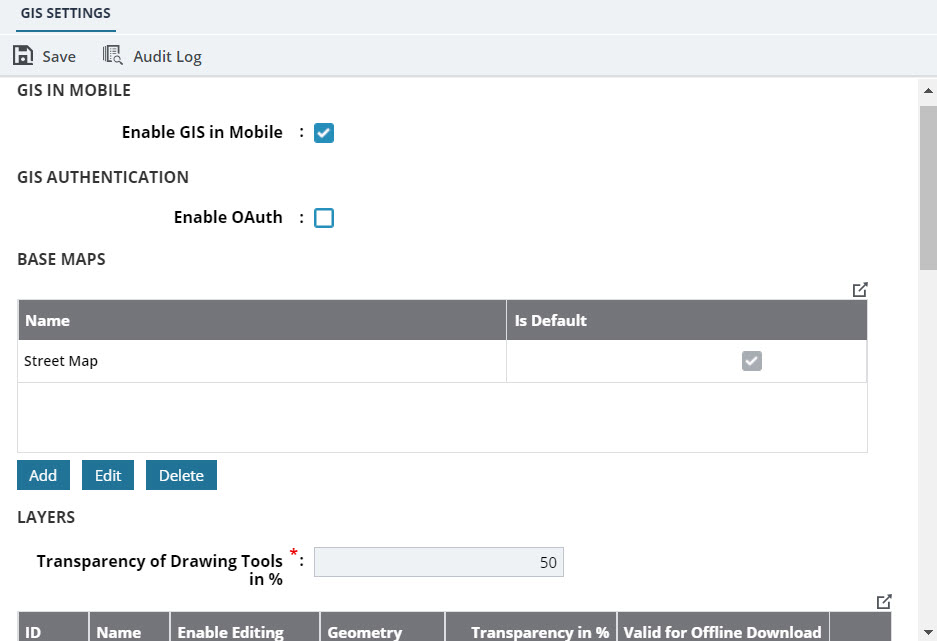 GIS SETTINGS
Save Audit Log
GIS IN MOBILE
Enable GIS in Mobile :
GIS AUTHENTICATION
Enable OAuth :
BASE MAPS
Name Is Default
Street Map
Add Edit Delete
LAYERS
Transparency of Drawing Tools * : 50
in %
ID Name Enable Editing Geometry Transparency in % Valid for Offline Download